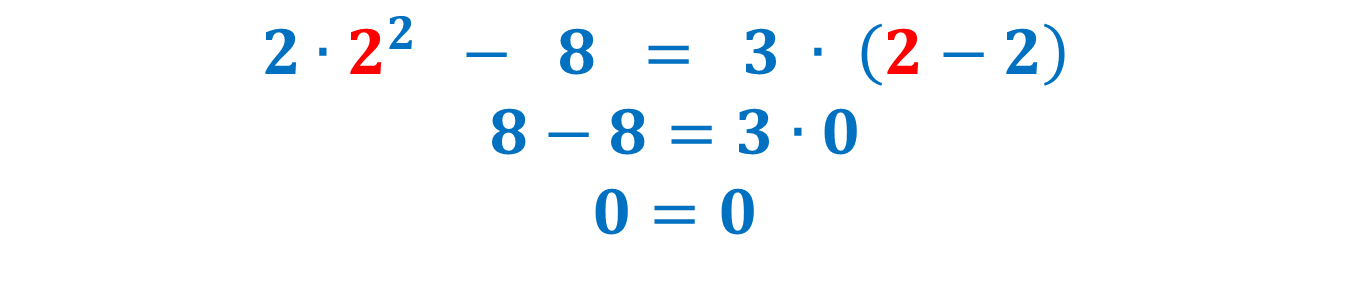 2 · 2² − 8 = 3 · (2 − 2)
8 − 8 = 3 · 0
0 = 0